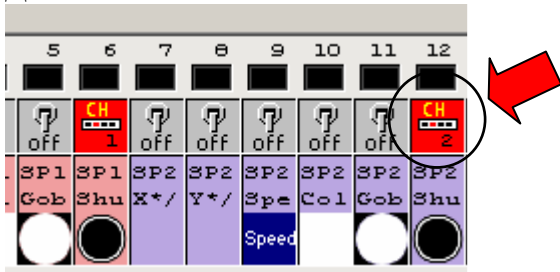 5 6 7 8 9 10 11 12
off CH 1 off off off off off CH 2
SP1 SP1 SP2 SP2 SP2 SP2 SP2 SP2
Gob Shu X*/ Y*/ Spe Col Gob Shu
Speed